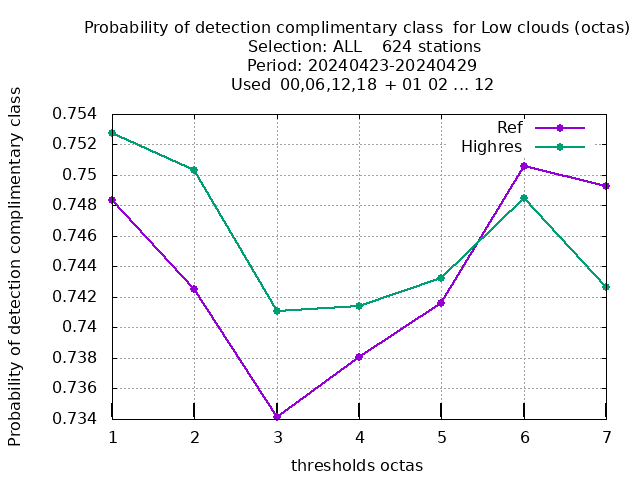 Probability of detection complimentary class  for Low clouds (octas)
Selection: ALL    624 stations
Period: 20240423-20240429
Used  00,06,12,18  + 01 02 ... 12
Probability of detection complimentary class
0.754
0.752
0.75
0.748
0.746
0.744
0.742
0.74
0.738
0.736
0.734
Ref
Highres
1 2 3 4 5 6 7
thresholds octas